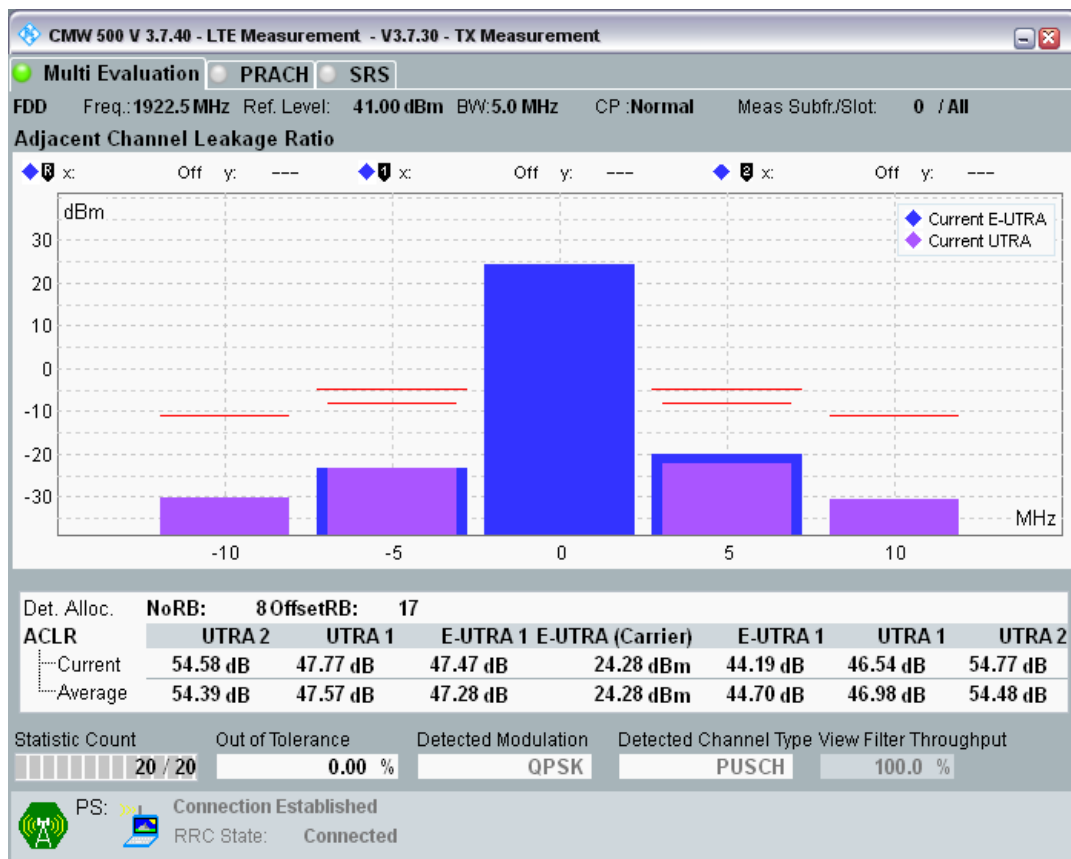 CMW 500 V 3.7.40 - LTE Measurement - V3.7.30 - TX Measurement
Multi Evaluation PRACH SRS
FDD Freq.:1922.5 MHz Ref. Level: 41.00 dBm BW:5.0 MHz CP :Normal Meas Subfr./Slot: 0 / All
Adjacent Channel Leakage Ratio
R x: Off y: --- 1 x: Off y: --- 2 x: Off y: ---
dBm
Current E-UTRA
Current UTRA
30
20
10
0
-10
-20
-30
MHz
-10 -5 0 5 10
Det. Alloc. NoRB: 8 OffsetRB: 17
ACLR UTRA 2 UTRA 1 E-UTRA 1 E-UTRA (Carrier) E-UTRA 1 UTRA 1 UTRA 2
Current 54.58 dB 47.77 dB 47.47 dB 24.28 dBm 44.19 dB 46.54 dB 54.77 dB
Average 54.39 dB 47.57 dB 47.28 dB 24.28 dBm 44.70 dB 46.98 dB 54.48 dB
Statistic Count Out of Tolerance Detected Modulation Detected Channel Type View Filter Throughput
20 / 20 0.00 % QPSK PUSCH 100.0 %
PS: Connection Established
RRC State: Connected